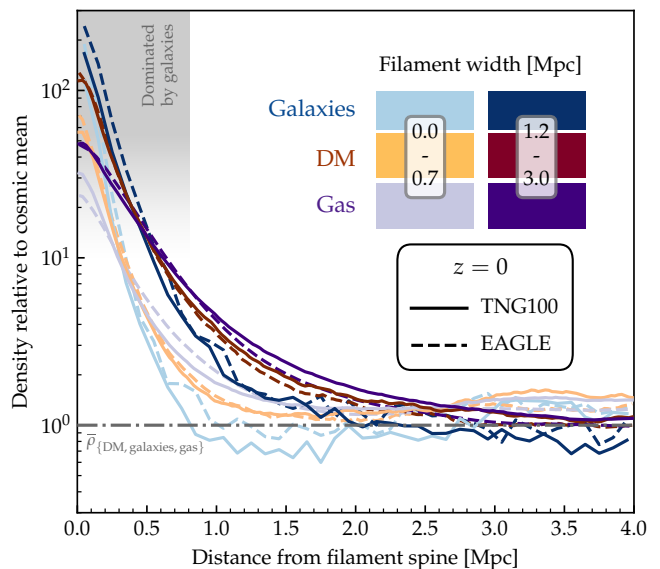 Dominated
by galaxies
Filament width [Mpc]
Galaxies
DM
Gas
0.0
-
0.7
1.2
-
3.0
z = 0
TNG100
EAGLE
ρ̄{DM, galaxies, gas}
Density relative to cosmic mean
10²
10¹
10⁰
0.0 0.5 1.0 1.5 2.0 2.5 3.0 3.5 4.0
Distance from filament spine [Mpc]